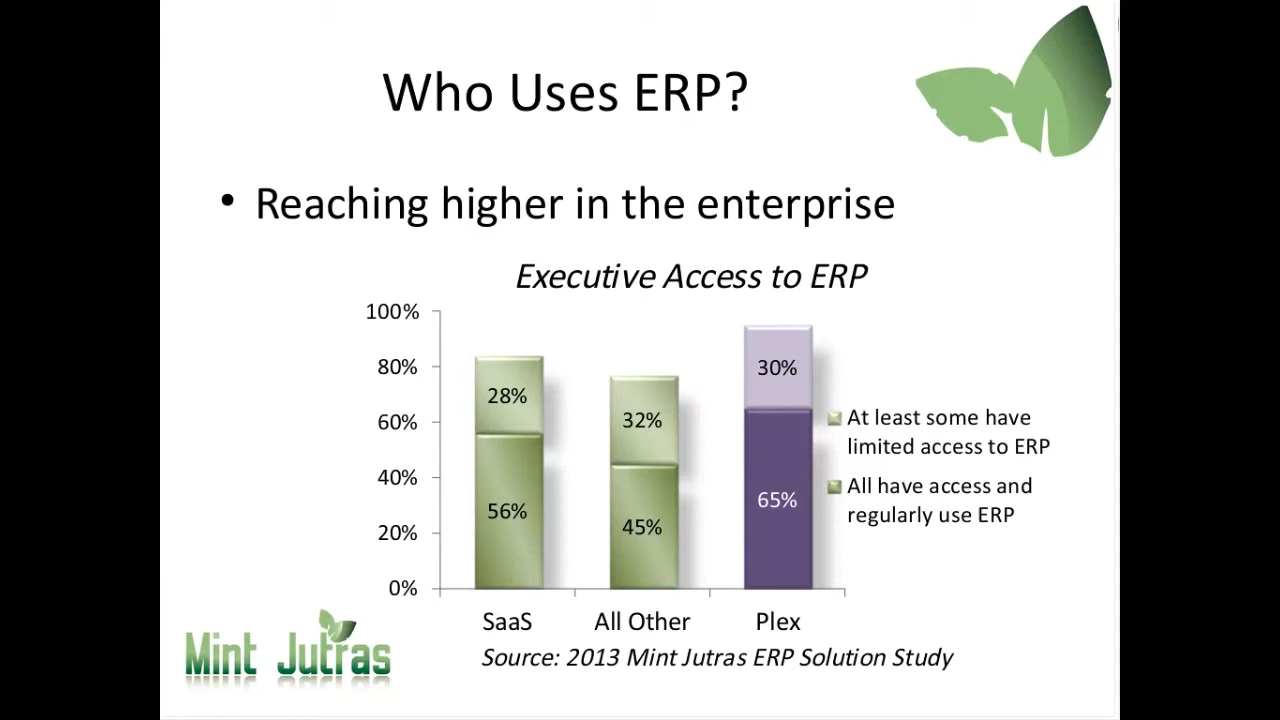 Who Uses ERP?
• Reaching higher in the enterprise
Executive Access to ERP
100%
80%
60%
40%
20%
0%
28%
56%
32%
45%
30%
65%
At least some have
limited access to ERP
All have access and
regularly use ERP
SaaS
All Other
Plex
Source: 2013 Mint Jutras ERP Solution Study
Mint Jutras